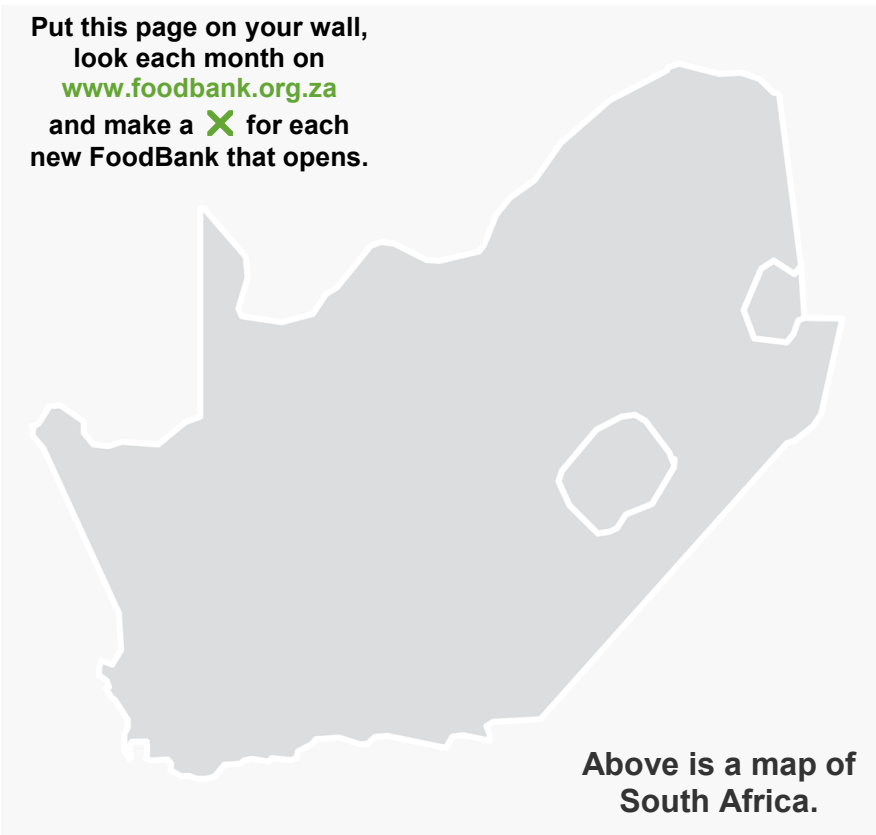 Put this page on your wall,
look each month on
www.foodbank.org.za
and make a X for each
new FoodBank that opens.
Above is a map of
South Africa.